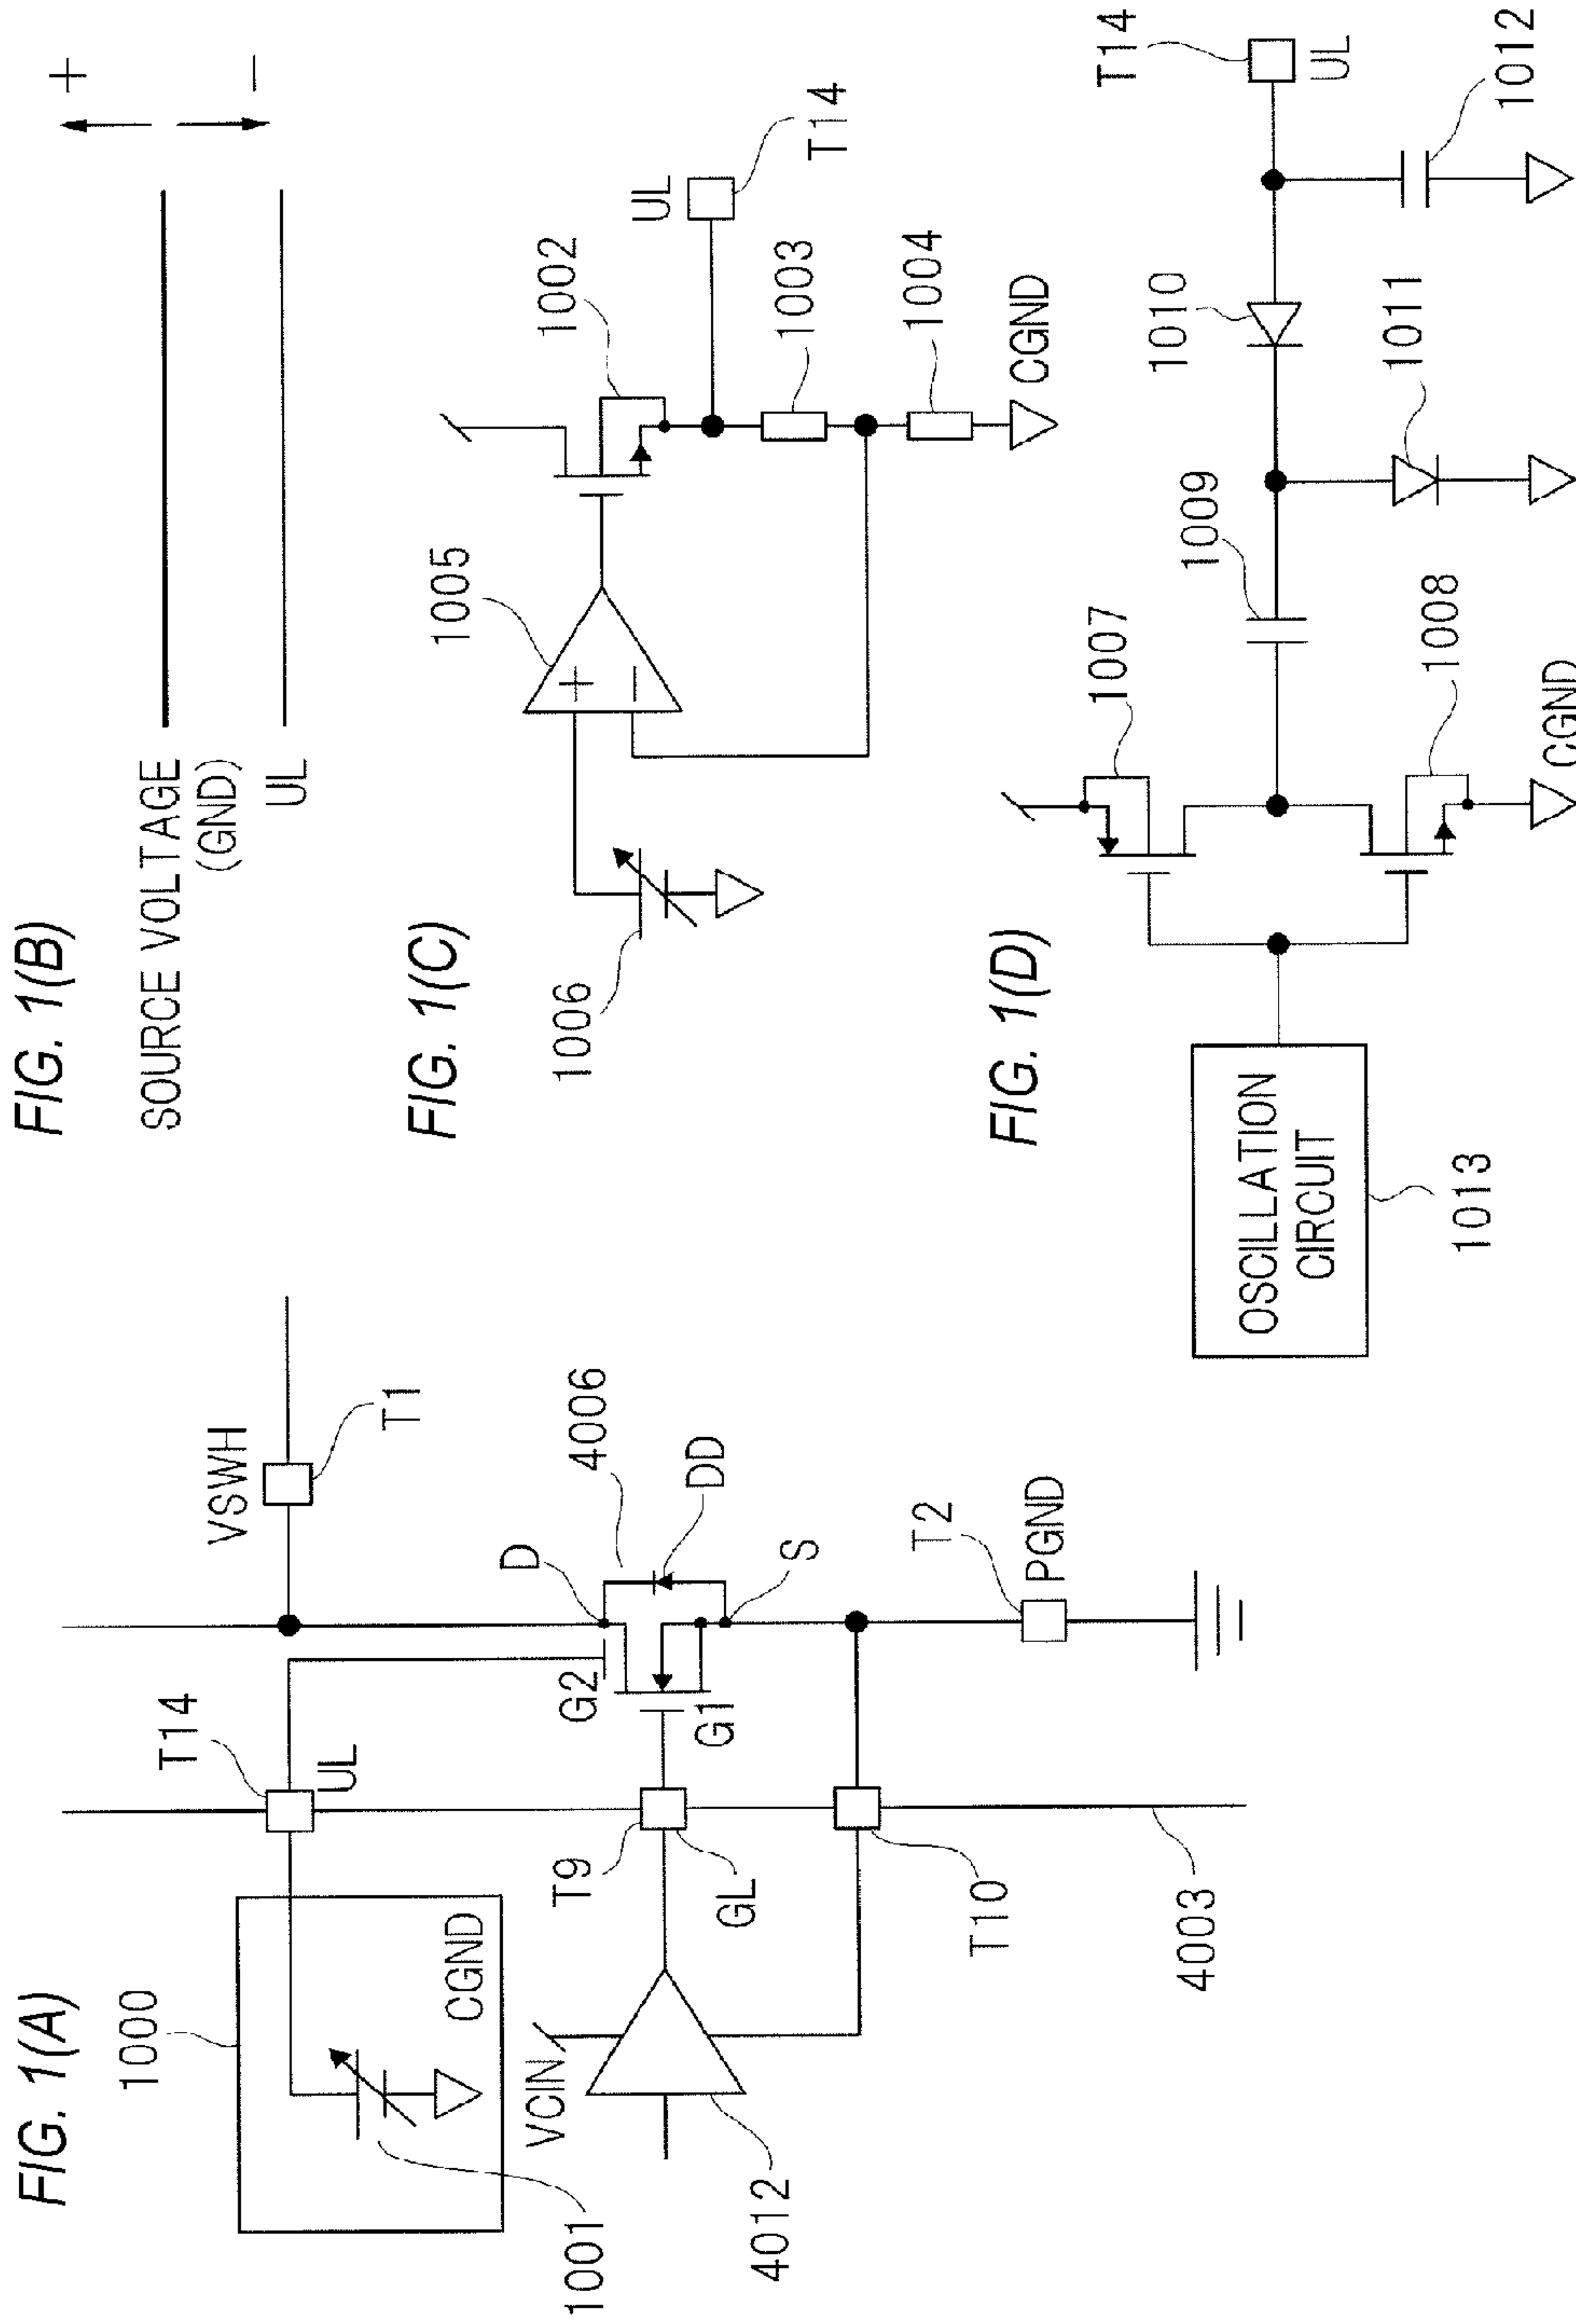 FIG. 1(A)
1000
1001
CGND
T14
UL
VSWH
T1
VCIN
4012
T9
GL
G2
G1
D
4006
DD
S
T10
T2
PGND
4003
FIG. 1(B)
SOURCE VOLTAGE
(GND)
UL
+
−
FIG. 1(C)
1006
1005
+
−
1002
UL
T14
1003
1004
CGND
FIG. 1(D)
OSCILLATION
CIRCUIT
1013
1007
1008
CGND
1009
1010
1011
T14
UL
1012